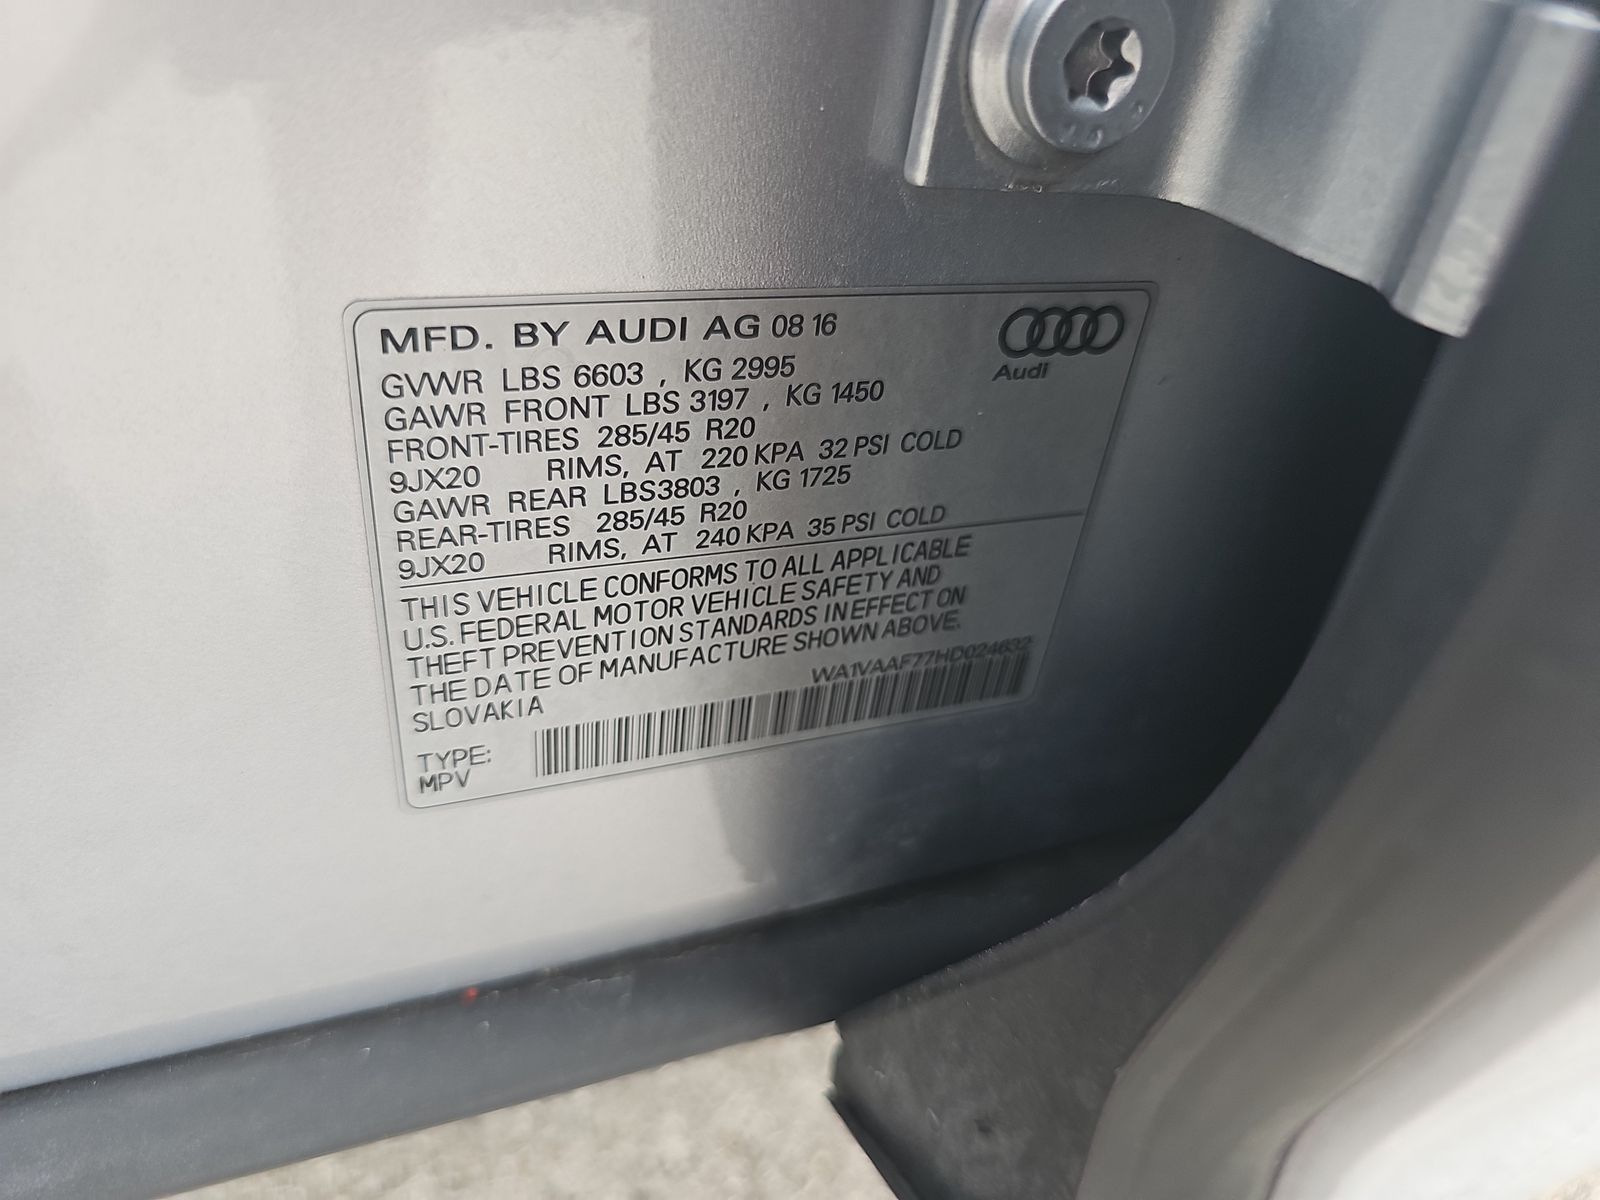 MFD. BY AUDI AG 08 16
Audi
GVWR LBS 6603 , KG 2995
GAWR FRONT LBS 3197 , KG 1450
FRONT-TIRES 285/45 R20
9JX20 RIMS, AT 220 KPA 32 PSI COLD
GAWR REAR LBS3803 , KG 1725
REAR-TIRES 285/45 R20
9JX20 RIMS, AT 240 KPA 35 PSI COLD
THIS VEHICLE CONFORMS TO ALL APPLICABLE
U.S. FEDERAL MOTOR VEHICLE SAFETY AND
THEFT PREVENTION STANDARDS IN EFFECT ON
THE DATE OF MANUFACTURE SHOWN ABOVE.
SLOVAKIA
WA1VAAF77HD024632
TYPE:
MPV